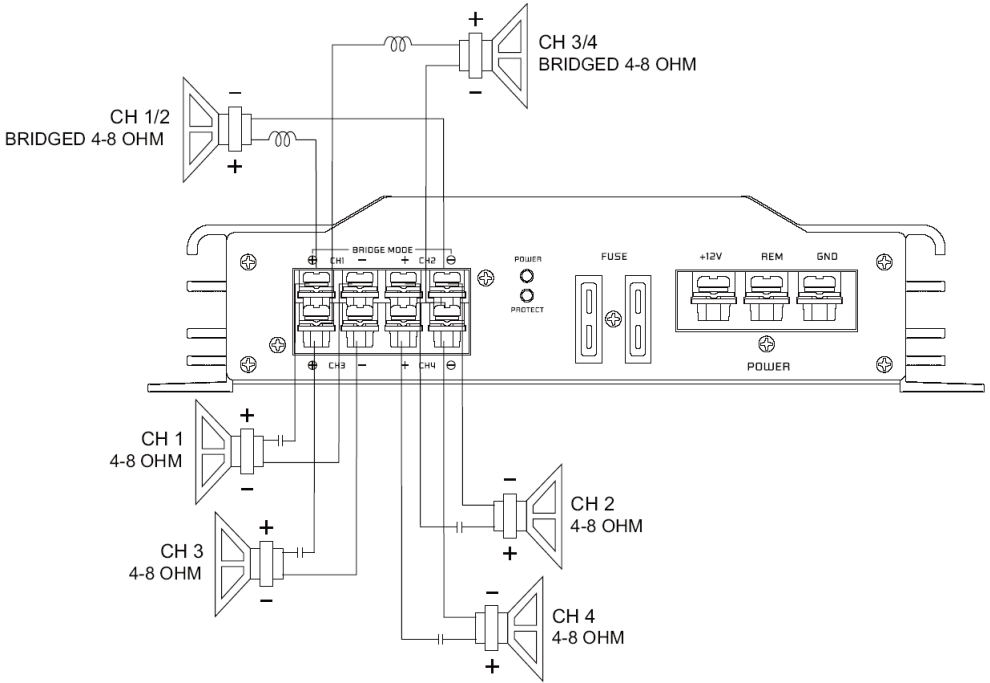 +
CH 3/4
BRIDGED 4-8 OHM
−
−
CH 1/2
BRIDGED 4-8 OHM
+
BRIDGE MODE
⊕ CH1 − + CH2 ⊖
POWER
PROTECT
FUSE
+12V REM GND
POWER
⊕ CH3 − + CH4 ⊖
+
CH 1
4-8 OHM
−
−
CH 2
4-8 OHM
+
+
CH 3
4-8 OHM
−
−
CH 4
4-8 OHM
+